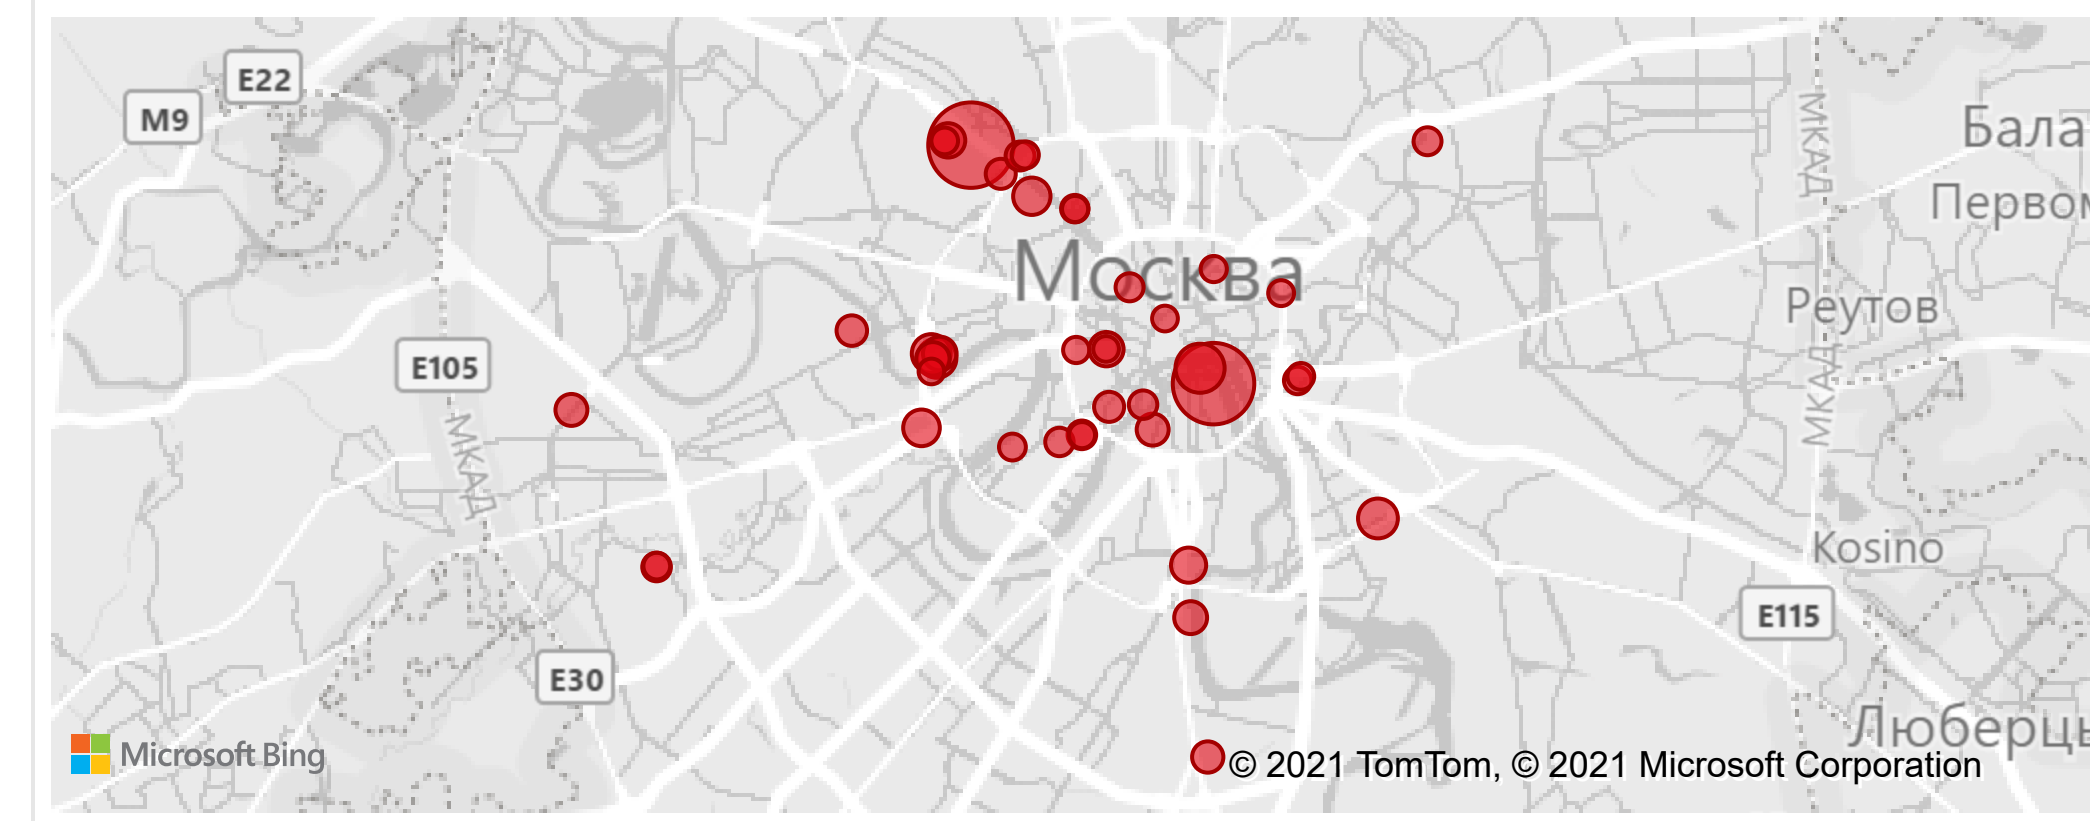 E22
M9
МКАД
Бала
Первом
Москва
Реутов
E105
МКАД
МКАД
Kosino
E115
E30
Люберцы
Microsoft Bing
© 2021 TomTom, © 2021 Microsoft Corporation